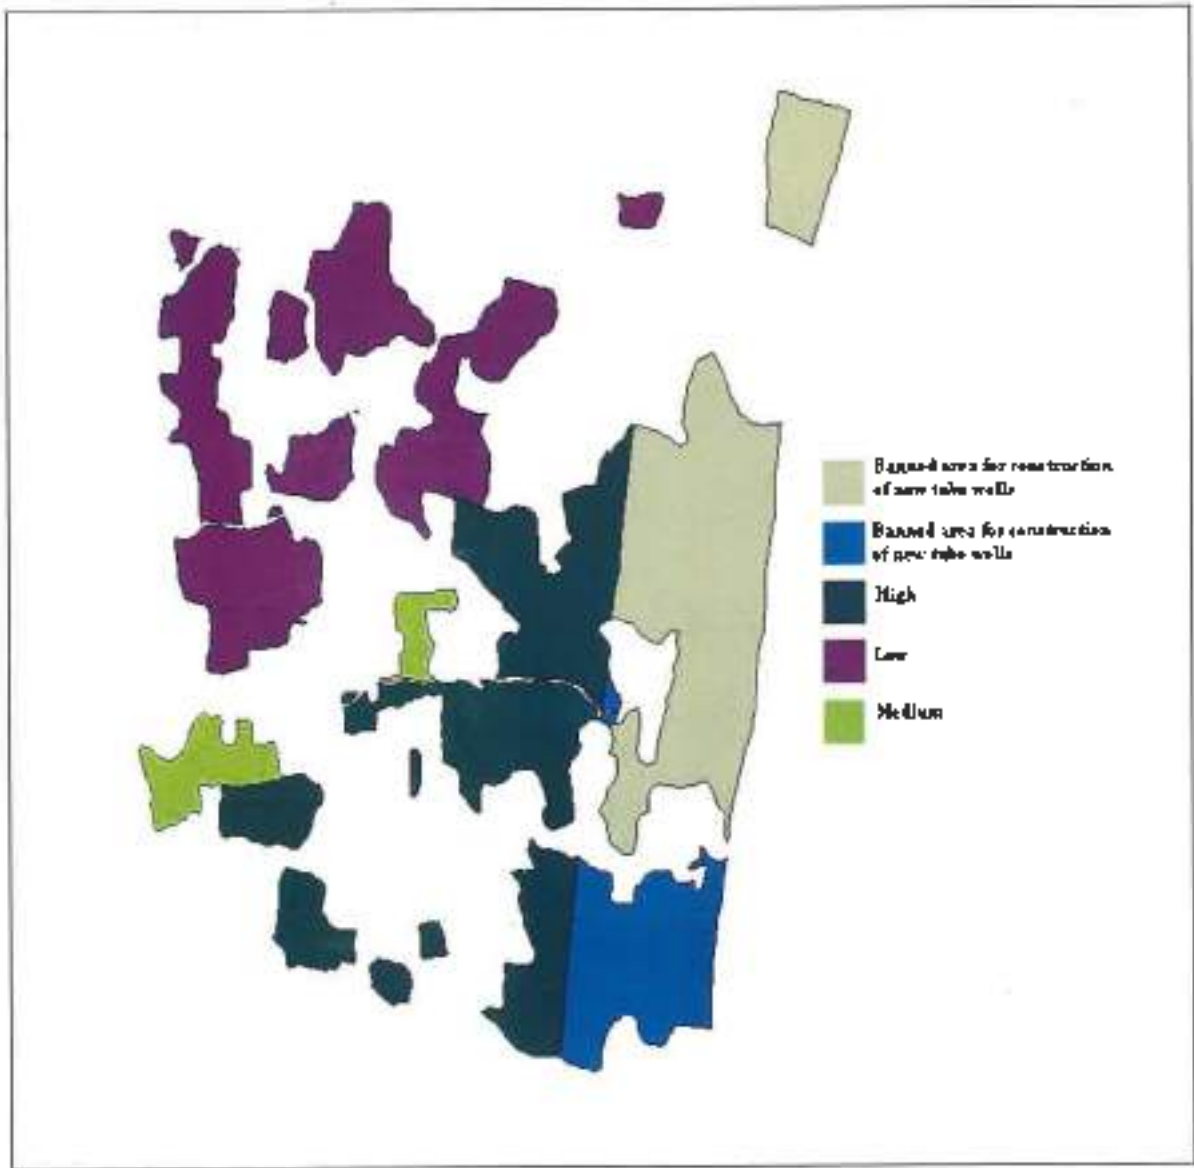 Banned area for construction
of new tube wells
Banned area for construction
of new tube wells
High
Low
Medium